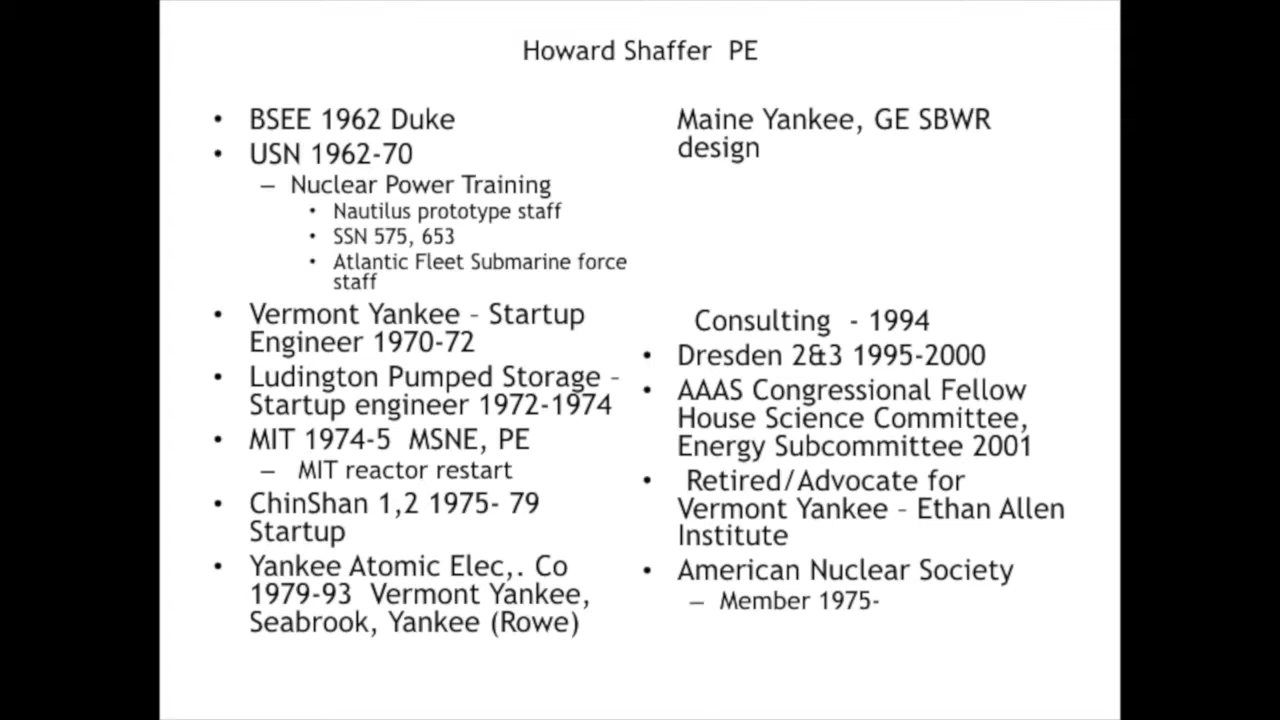 Howard Shaffer  PE
• BSEE 1962 Duke
• USN 1962-70
– Nuclear Power Training
• Nautilus prototype staff
• SSN 575, 653
• Atlantic Fleet Submarine force
staff
• Vermont Yankee – Startup
Engineer 1970-72
• Ludington Pumped Storage –
Startup engineer 1972-1974
• MIT 1974-5  MSNE, PE
–  MIT reactor restart
• ChinShan 1,2 1975- 79
Startup
• Yankee Atomic Elec,. Co
1979-93  Vermont Yankee,
Seabrook, Yankee (Rowe)
Maine Yankee, GE SBWR
design
Consulting  - 1994
• Dresden 2&3 1995-2000
• AAAS Congressional Fellow
House Science Committee,
Energy Subcommittee 2001
•  Retired/Advocate for
Vermont Yankee – Ethan Allen
Institute
• American Nuclear Society
– Member 1975-